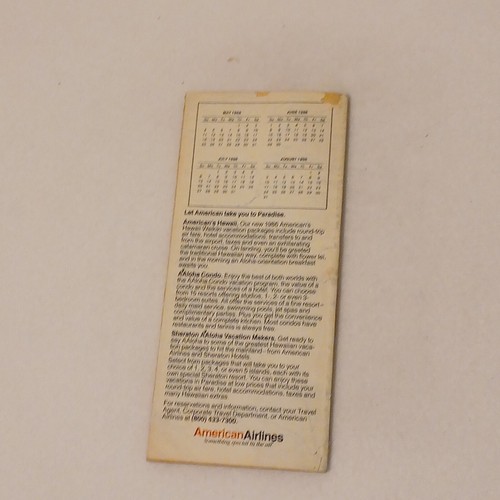 MAY 1986 JUNE 1986
JULY 1986 AUGUST 1986
Let American take you to Paradise.
American's Hawaii. Our new 1986 American's
Hawaii Waikiki vacation packages include round-trip
air fare, hotel accommodations, transfers to and
from the airport, taxes and even an exhilarating
catamaran cruise. On landing, you'll be greeted
the traditional Hawaiian way, complete with flower lei,
and in the morning an Aloha orientation breakfast
awaits you.
AAloha Condo. Enjoy the best of both worlds with
the AAloha Condo vacation program, the value of a
condo and the services of a hotel. You can choose
from 16 resorts offering studios, 1-, 2- or even 3-
bedroom suites. All offer the services of a fine resort-
daily maid service, swimming pools, jet spas and
complimentary parties. Plus you get the convenience
and value of a complete kitchen. Most condos have
restaurants and tennis is always free.
Sheraton AAloha Vacation Makers. Get ready to
say AAloha to some of the greatest Hawaiian vaca-
tion packages to hit the mainland - from American
Airlines and Sheraton Hotels.
Select from packages that will take you to your
choice of 1, 2, 3, 4, or even 5 islands, each with its
own special Sheraton resort. You can enjoy these
vacations in Paradise at low prices that include your
round-trip air fare, hotel accommodations, taxes and
many Hawaiian extras.
For reservations and information, contact your Travel
Agent, Corporate Travel Department, or American
Airlines at (800) 433-7300.
AmericanAirlines
Something special in the air.